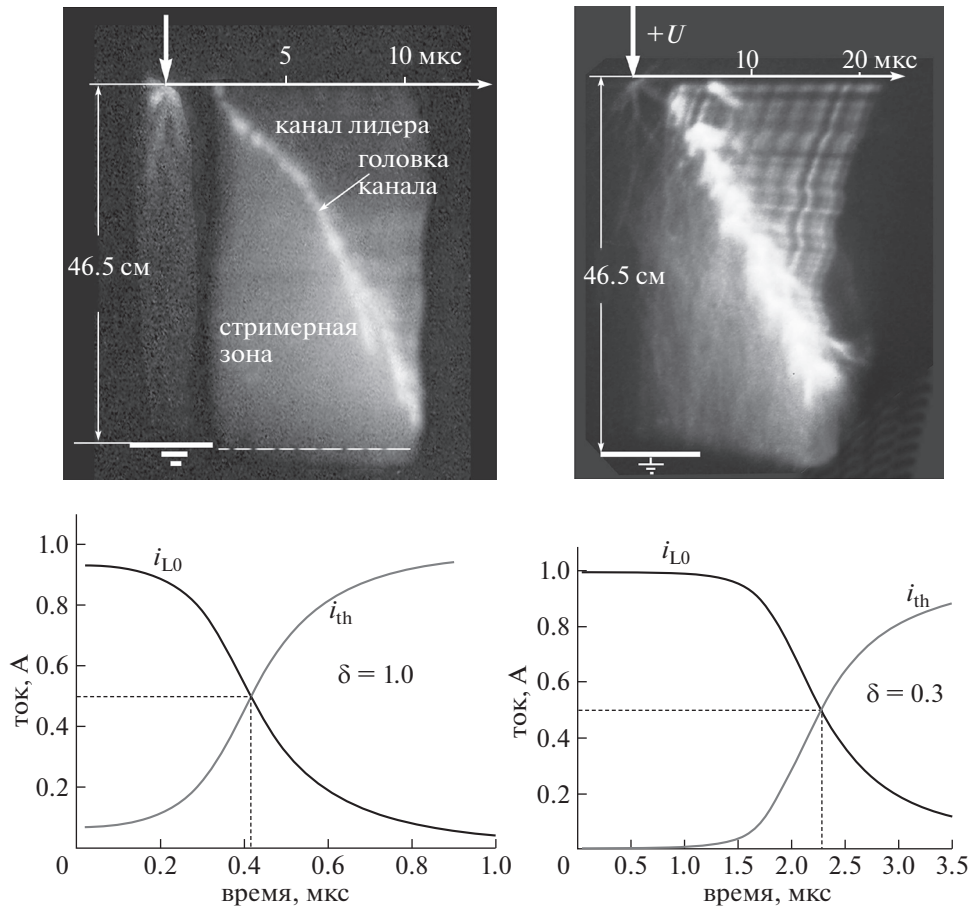 +U
5 10 мкс
10 20 мкс
канал лидера
головка
канала
46.5 см
46.5 см
стримерная
зона
1.0
0.8
0.6
0.4
0.2
0
ток, А
i_L0
i_th
δ = 1.0
0.2 0.4 0.6 0.8 1.0
время, мкс
1.0
0.8
0.6
0.4
0.2
0
ток, А
i_L0
i_th
δ = 0.3
0.5 1.0 1.5 2.0 2.5 3.0 3.5
время, мкс